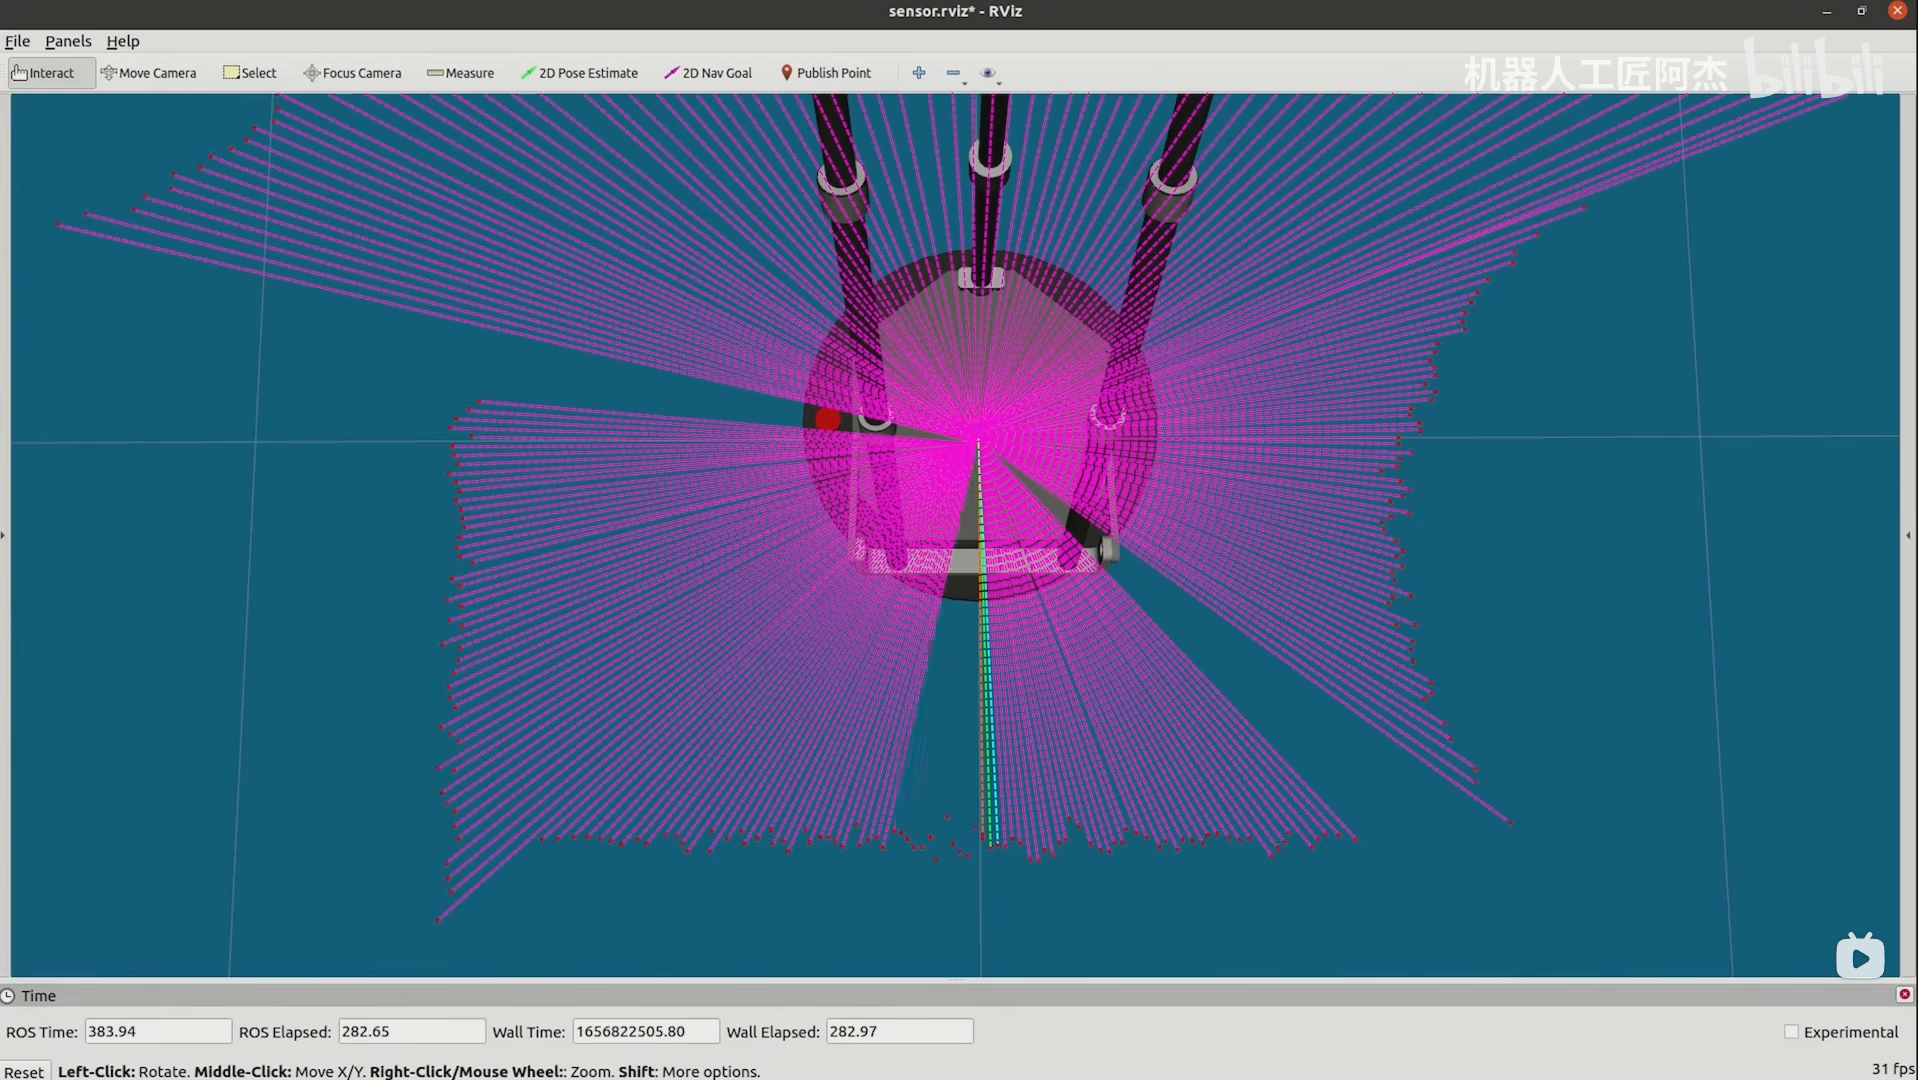 sensor.rviz* - RViz
File Panels Help
Interact Move Camera Select Focus Camera Measure 2D Pose Estimate 2D Nav Goal Publish Point
机器人工匠阿杰 bilibili
Time
ROS Time: 383.94 ROS Elapsed: 282.65 Wall Time: 1656822505.80 Wall Elapsed: 282.97 Experimental
Reset Left-Click: Rotate. Middle-Click: Move X/Y. Right-Click/Mouse Wheel:: Zoom. Shift: More options. 31 fps